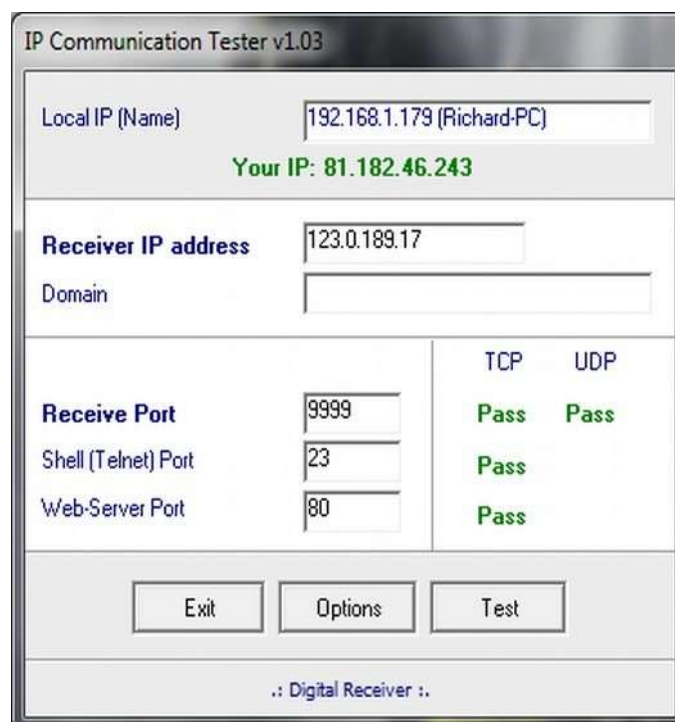 IP Communication Tester v1.03
Local IP (Name) 192.168.1.179 (Richard-PC)
Your IP: 81.182.46.243
Receiver IP address 123.0.189.17
Domain
TCP UDP
Receive Port 9999 Pass Pass
Shell (Telnet) Port 23 Pass
Web-Server Port 80 Pass
Exit Options Test
.: Digital Receiver :.